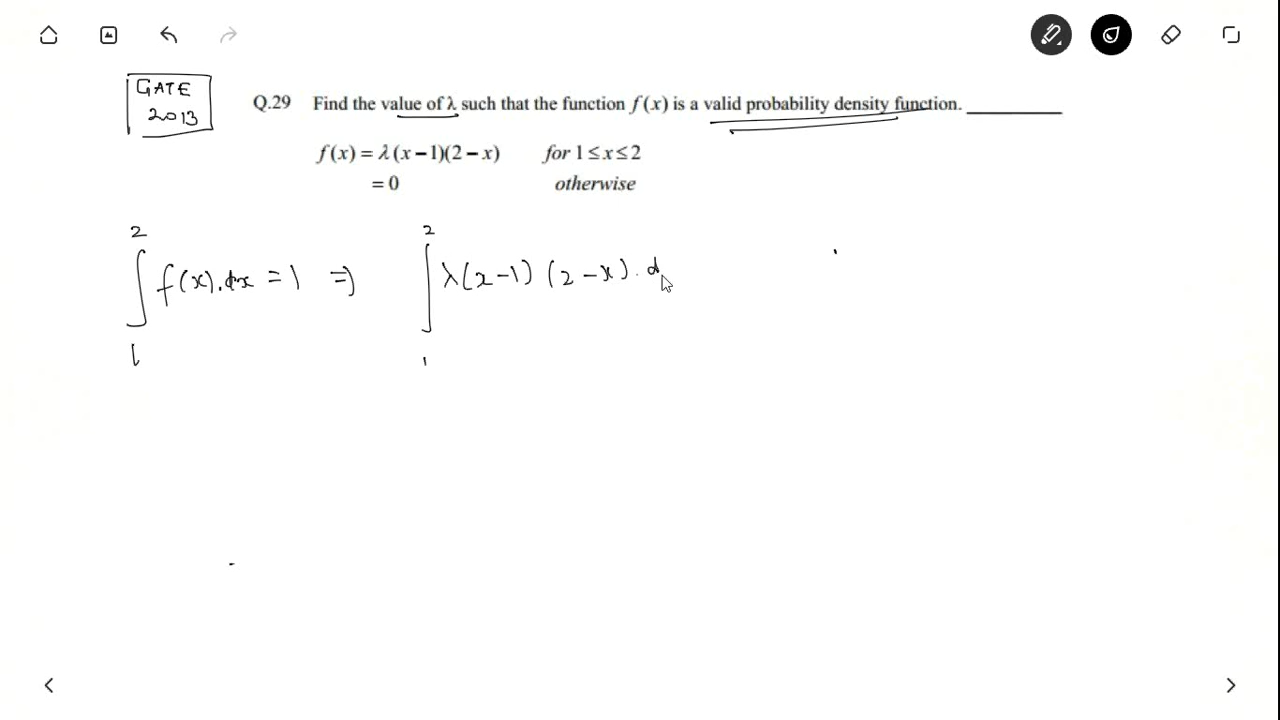 GATE
2013
Q.29 Find the value of λ such that the function f(x) is a valid probability density function. __________
f(x) = λ(x−1)(2−x) for 1≤x≤2
= 0 otherwise
2 2
∫ f(x).dx = 1 ⇒ ∫ λ(x−1) (2−x). d
1 1